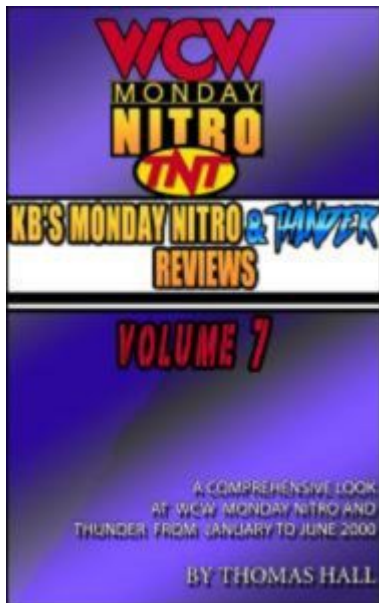 WCW
MONDAY
NITRO
TNT
KB'S MONDAY NITRO & THUNDER
REVIEWS
VOLUME 7
A COMPREHENSIVE LOOK
AT WCW MONDAY NITRO AND
THUNDER FROM JANUARY TO JUNE 2000
BY THOMAS HALL